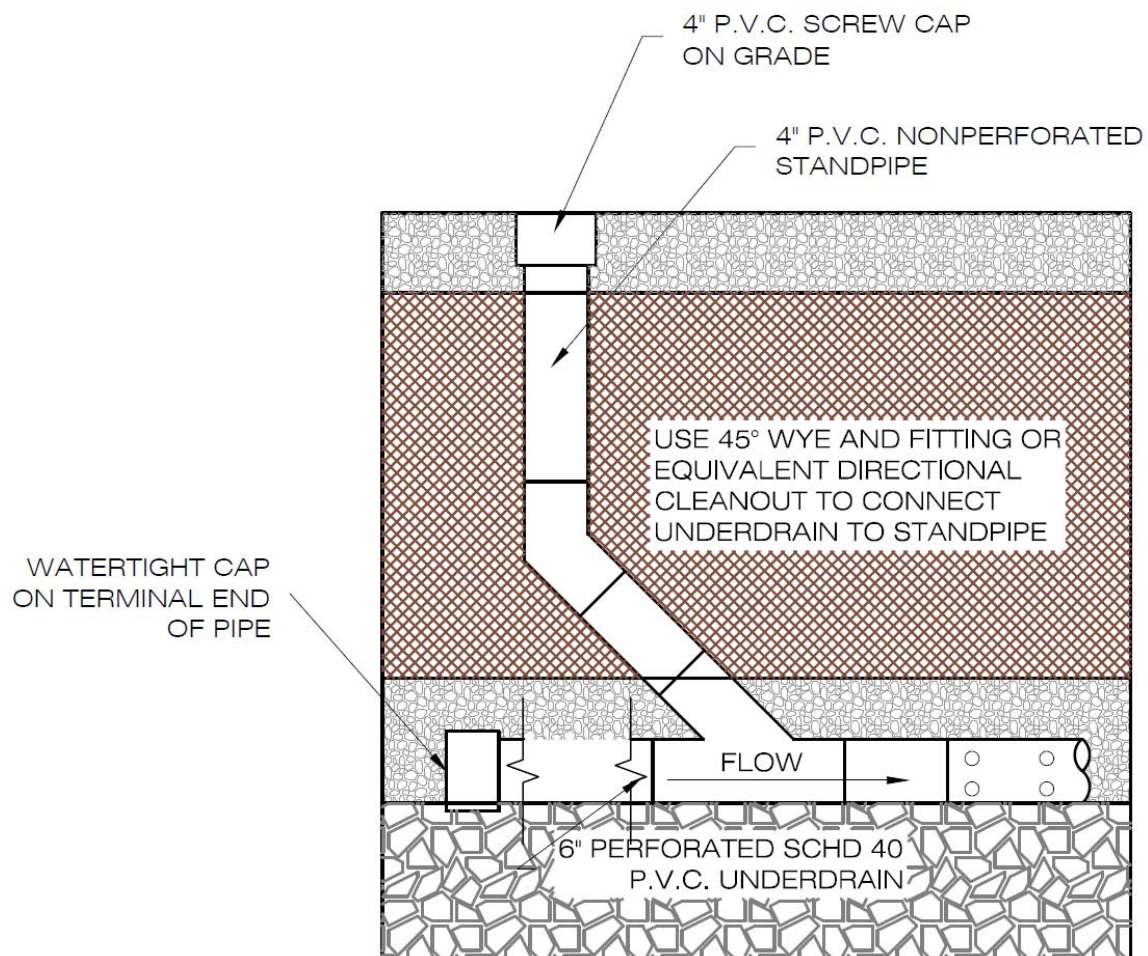 4" P.V.C. SCREW CAP
ON GRADE
4" P.V.C. NONPERFORATED
STANDPIPE
USE 45° WYE AND FITTING OR
EQUIVALENT DIRECTIONAL
CLEANOUT TO CONNECT
UNDERDRAIN TO STANDPIPE
WATERTIGHT CAP
ON TERMINAL END
OF PIPE
FLOW
6" PERFORATED SCHD 40
P.V.C. UNDERDRAIN